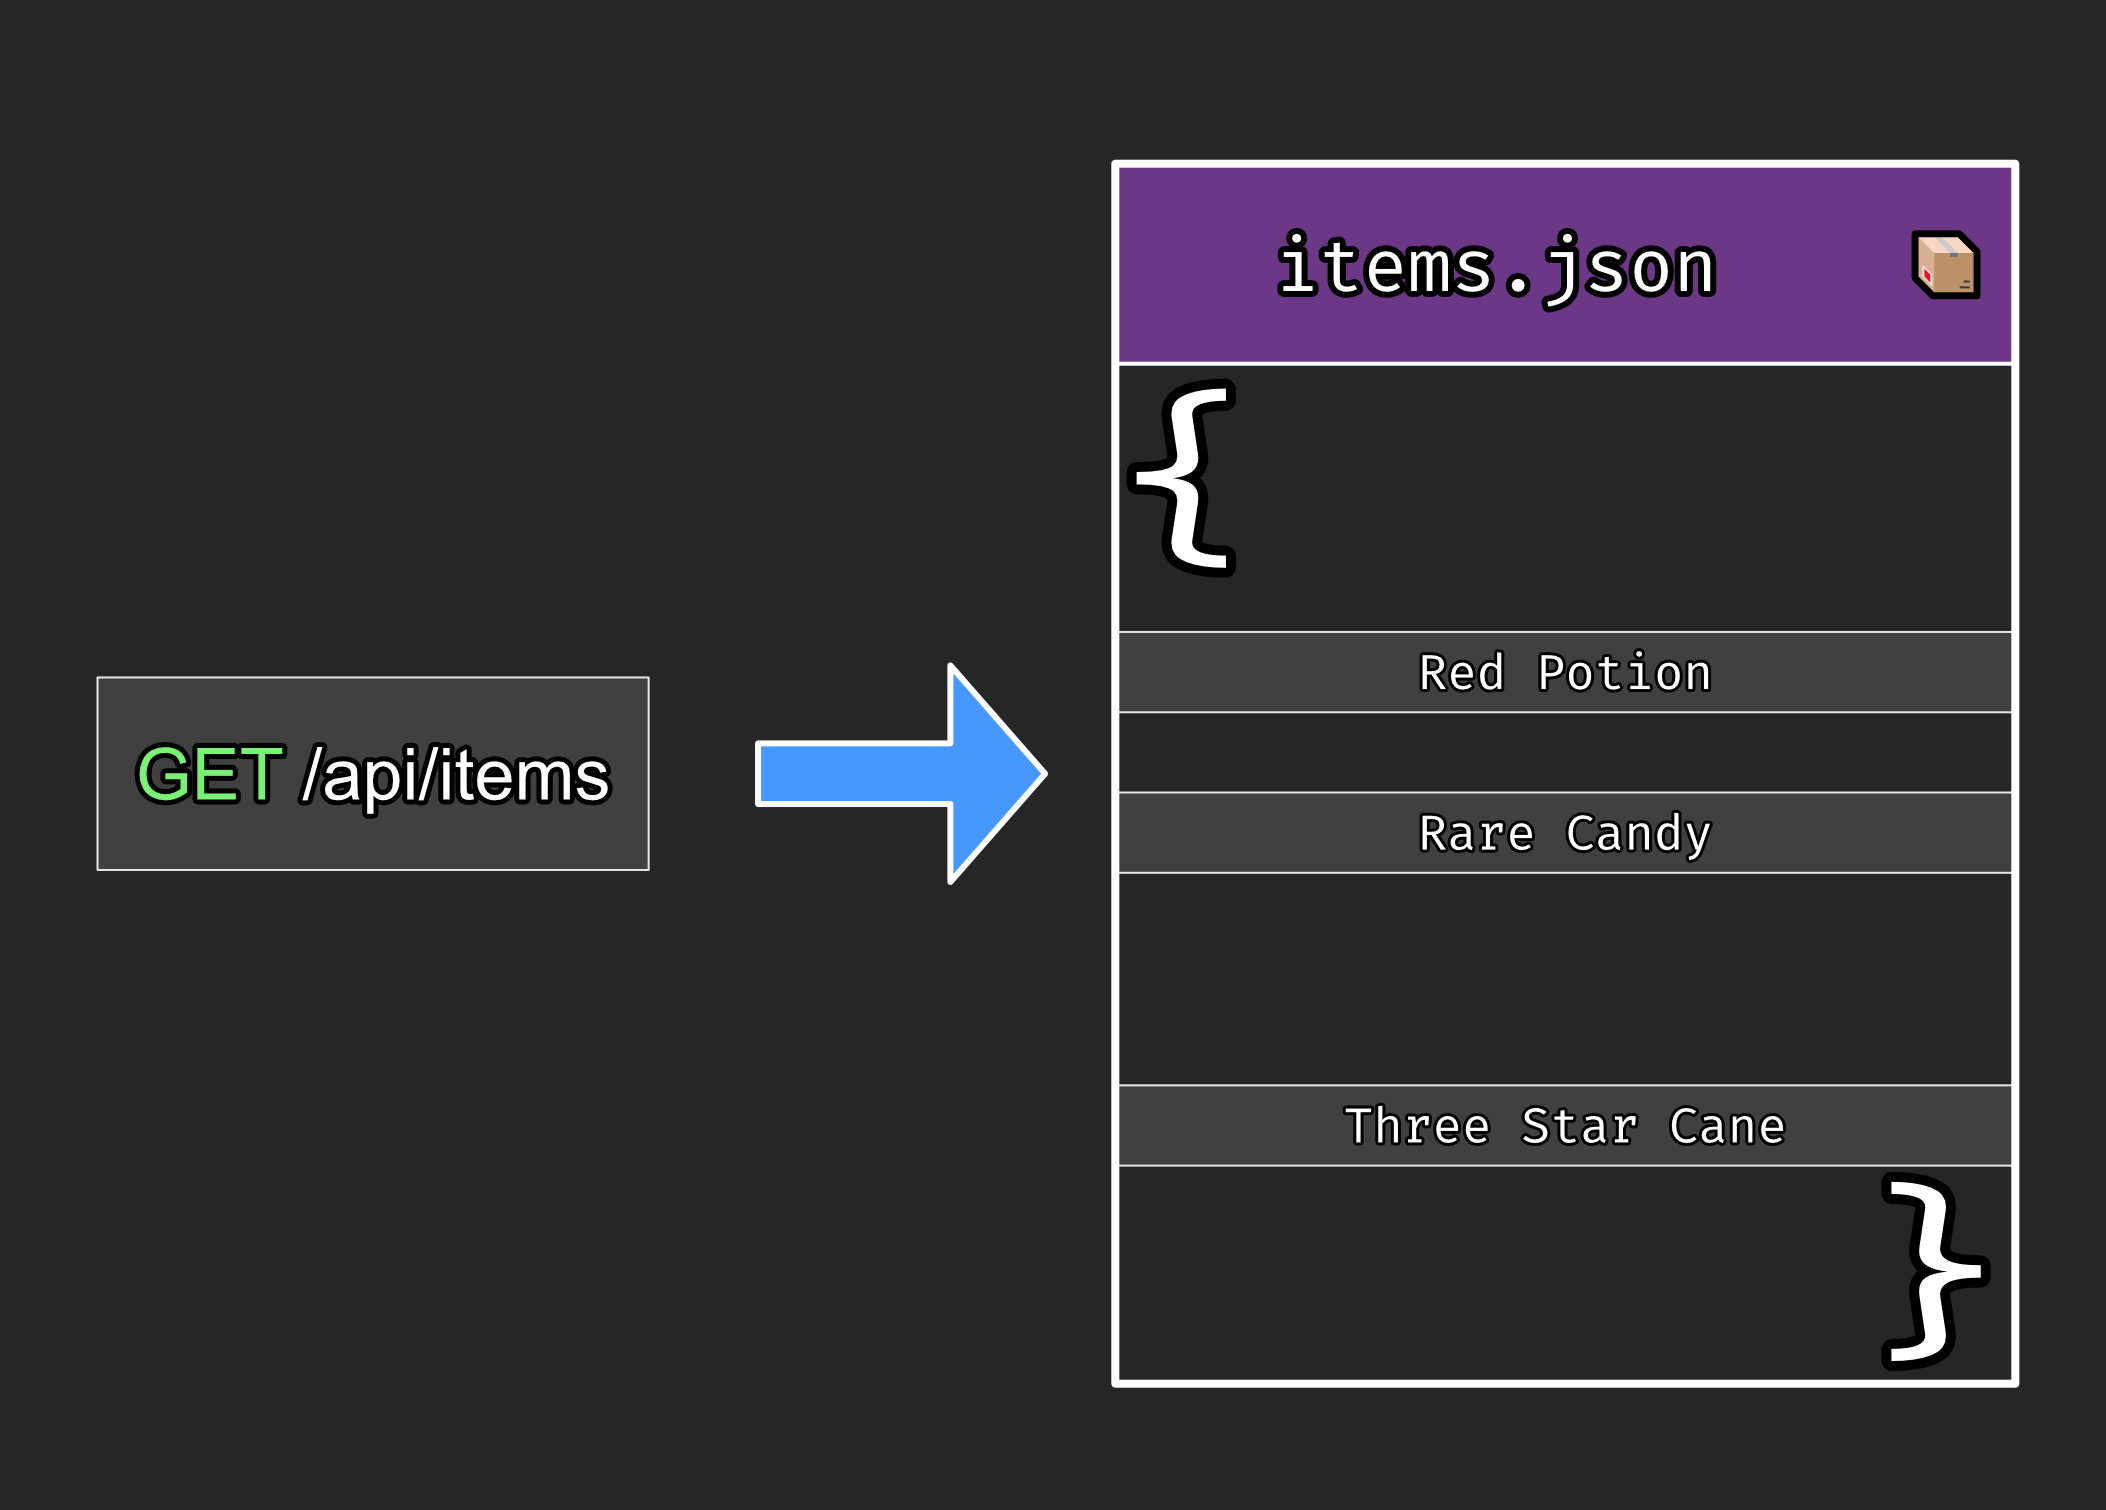 GET /api/items
items.json
{
Red Potion
Rare Candy
Three Star Cane
}